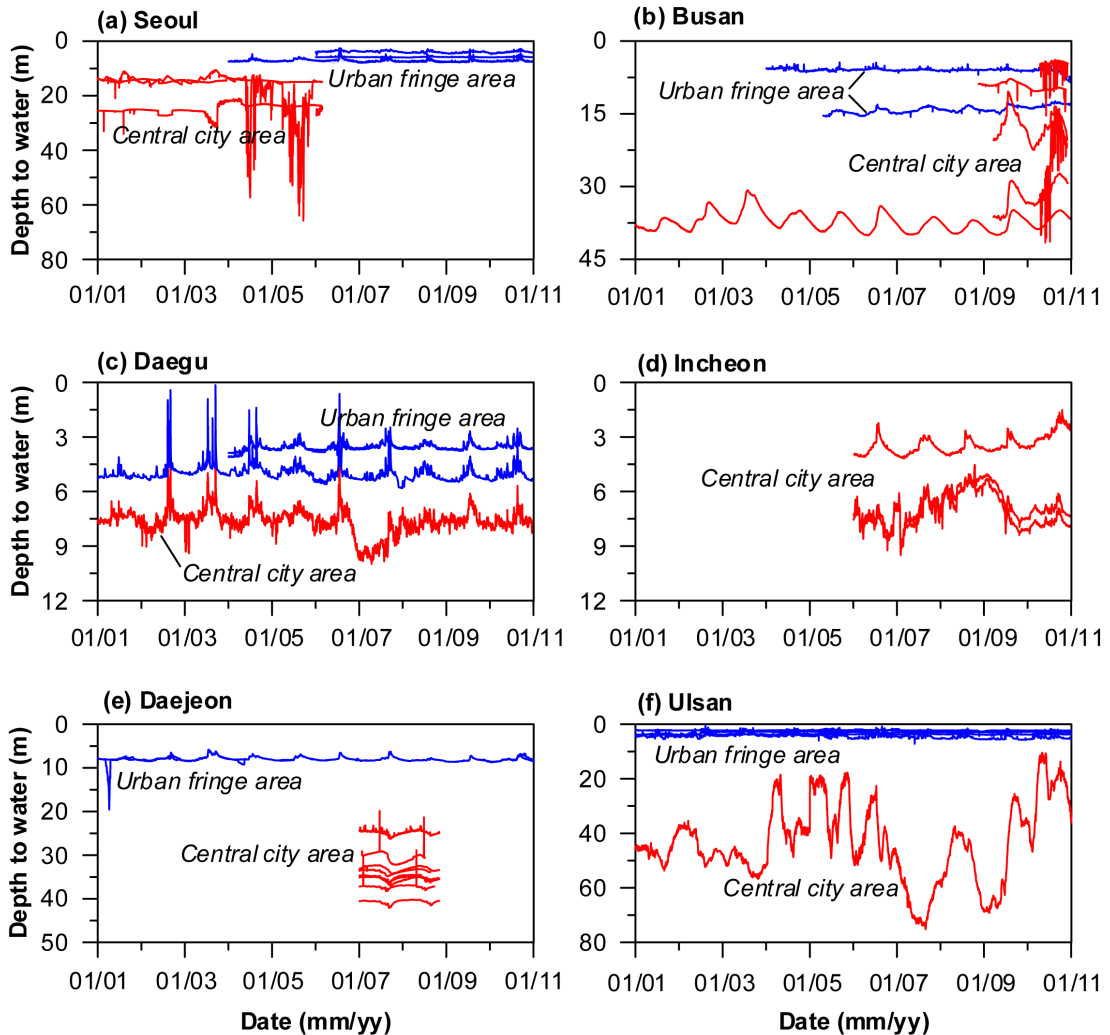 (a) Seoul
Depth to water (m)
0
20
40
60
80
Urban fringe area
Central city area
01/01 01/03 01/05 01/07 01/09 01/11
(b) Busan
0
15
30
45
Urban fringe area
Central city area
01/01 01/03 01/05 01/07 01/09 01/11
(c) Daegu
Depth to water (m)
0
3
6
9
12
Urban fringe area
Central city area
01/01 01/03 01/05 01/07 01/09 01/11
(d) Incheon
0
3
6
9
12
Central city area
01/01 01/03 01/05 01/07 01/09 01/11
(e) Daejeon
Depth to water (m)
0
10
20
30
40
50
Urban fringe area
Central city area
01/01 01/03 01/05 01/07 01/09 01/11
Date (mm/yy)
(f) Ulsan
0
20
40
60
80
Urban fringe area
Central city area
01/01 01/03 01/05 01/07 01/09 01/11
Date (mm/yy)